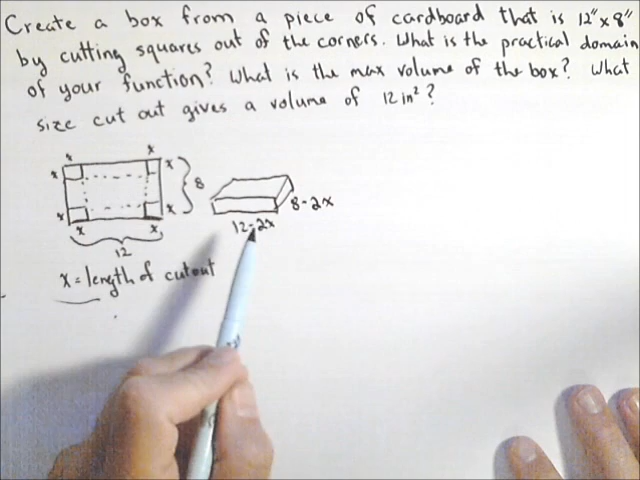 Create a box from a piece of cardboard that is 12" x 8"
by cutting squares out of the corners. What is the practical domain
of your function? What is the max volume of the box? What
size cut out gives a volume of 12 in²?
x x
x x
8
x x
x x
12
8-2x
12-2x
x = length of cutout